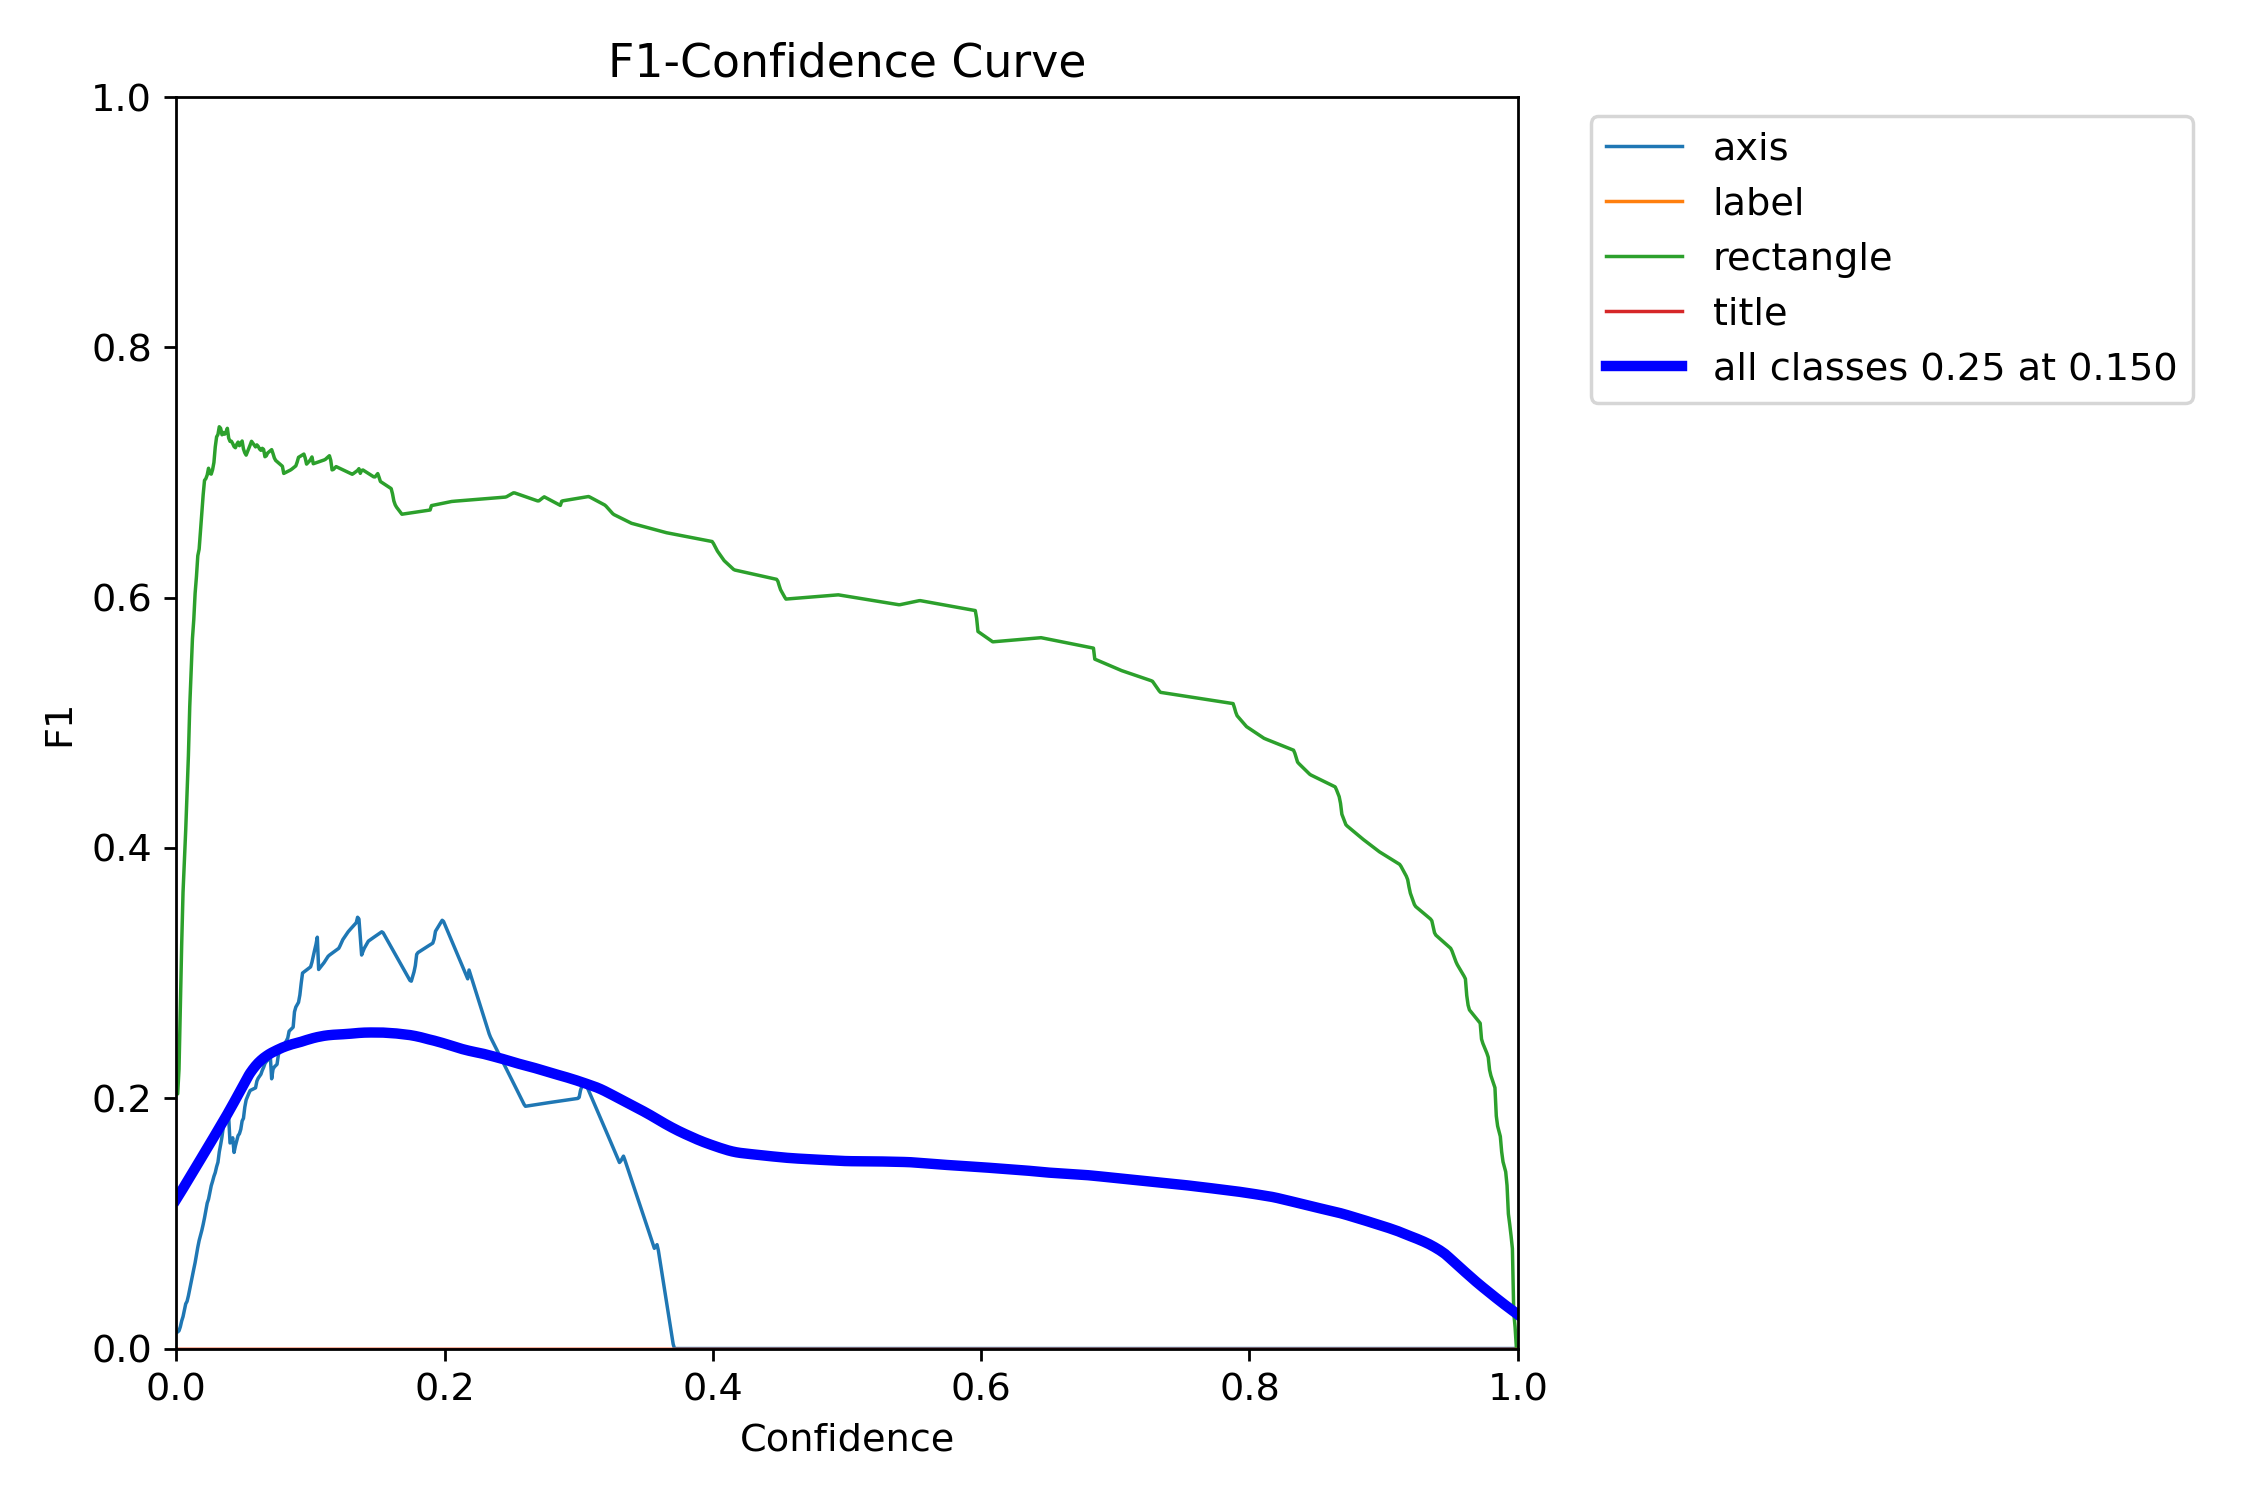 F1-Confidence Curve
1.0
0.8
0.6
0.4
0.2
0.0
F1
0.0 0.2 0.4 0.6 0.8 1.0
Confidence
axis
label
rectangle
title
all classes 0.25 at 0.150